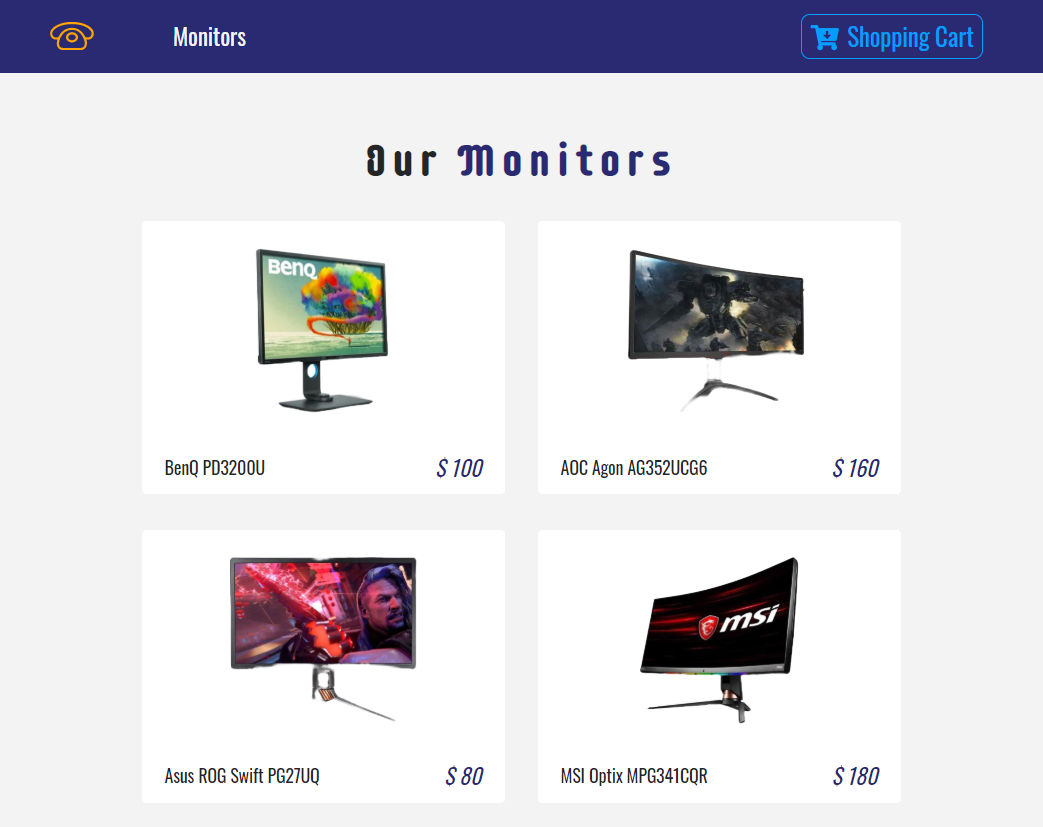 Monitors
Shopping Cart
Our Monitors
BenQ
BenQ PD3200U
$ 100
AOC Agon AG352UCG6
$ 160
msi
Asus ROG Swift PG27UQ
$ 80
MSI Optix MPG341CQR
$ 180